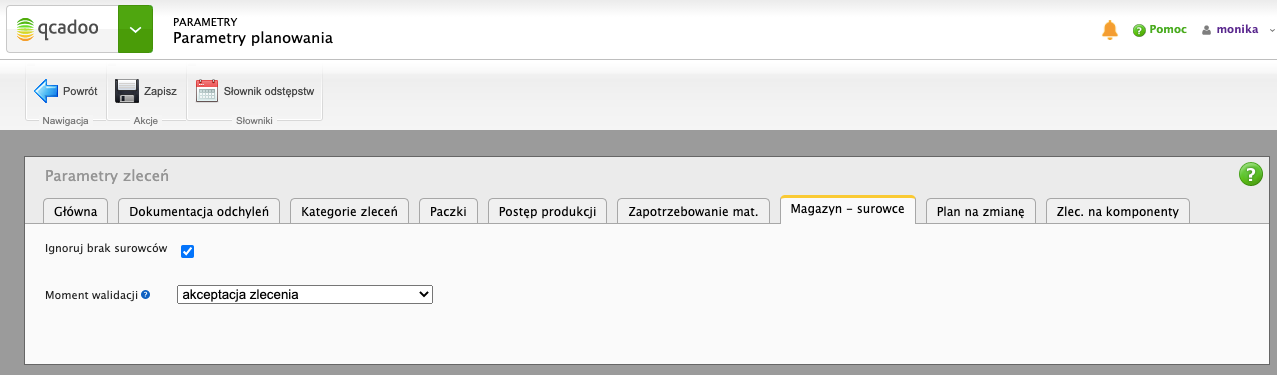 qcadoo
PARAMETRY
Parametry planowania
Pomoc
monika
Powrót
Zapisz
Słownik odstępstw
Nawigacja
Akcje
Słowniki
Parametry zleceń
?
Główna
Dokumentacja odchyleń
Kategorie zleceń
Paczki
Postęp produkcji
Zapotrzebowanie mat.
Magazyn - surowce
Plan na zmianę
Zlec. na komponenty
Ignoruj brak surowców
Moment walidacji ?
akceptacja zlecenia